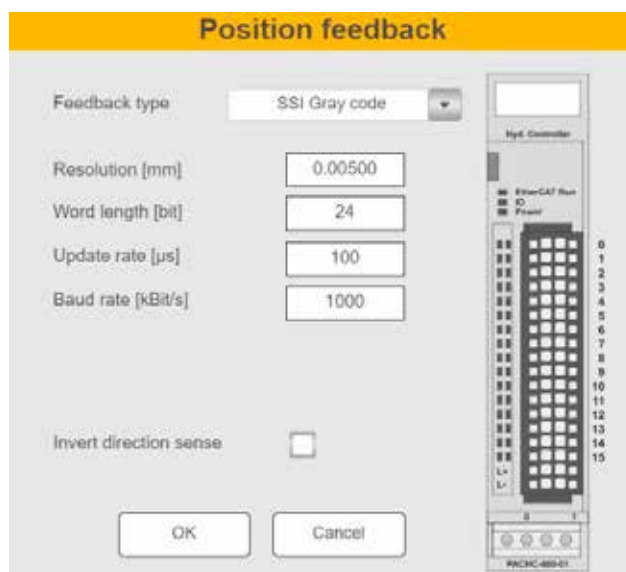 Position feedback
Feedback type
SSI Gray code
Resolution [mm]
0.00500
Word length [bit]
24
Update rate [µs]
100
Baud rate [kBit/s]
1000
Invert direction sense
OK
Cancel
Hyd. Controller
EtherCAT Run
IO
Power
0
1
2
3
4
5
6
7
8
9
10
11
12
13
14
15
L+
L-
0 1